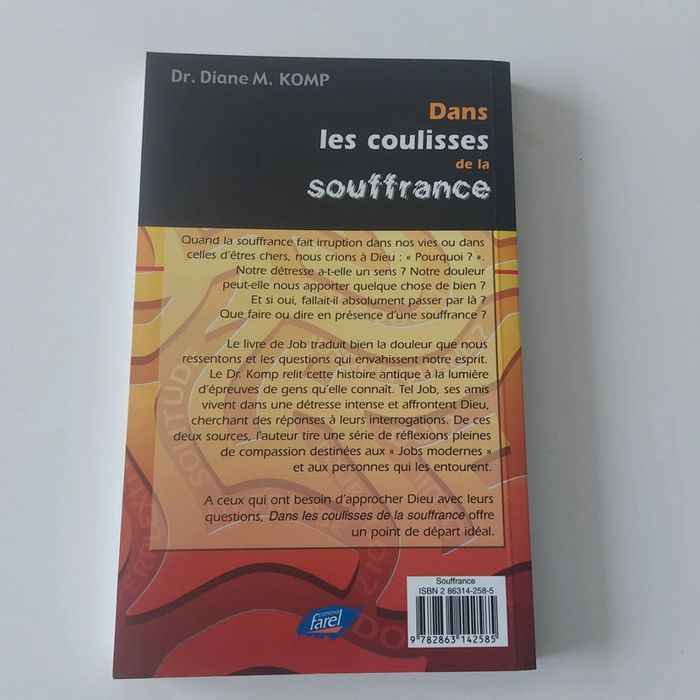 Dr. Diane M. KOMP
Dans
les coulisses
de la
souffrance
Quand la souffrance fait irruption dans nos vies ou dans
celles d'êtres chers, nous crions à Dieu : « Pourquoi ? ».
Notre détresse a-t-elle un sens ? Notre douleur
peut-elle nous apporter quelque chose de bien ?
Et si oui, fallait-il absolument passer par là ?
Que faire ou dire en présence d'une souffrance ?
Le livre de Job traduit bien la douleur que nous
ressentons et les questions qui envahissent notre esprit.
Le Dr. Komp relit cette histoire antique à la lumière
d'épreuves de gens qu'elle connaît. Tel Job, ses amis
vivent dans une détresse intense et affrontent Dieu,
cherchant des réponses à leurs interrogations. De ces
deux sources, l'auteur tire une série de réflexions pleines
de compassion destinées aux « Jobs modernes »
et aux personnes qui les entourent.
A ceux qui ont besoin d'approcher Dieu avec leurs
questions, Dans les coulisses de la souffrance offre
un point de départ idéal.
SOLITUDE
Souffrance
ISBN 2 86314-258-5
9 782863 142585
EDITIONS
farel